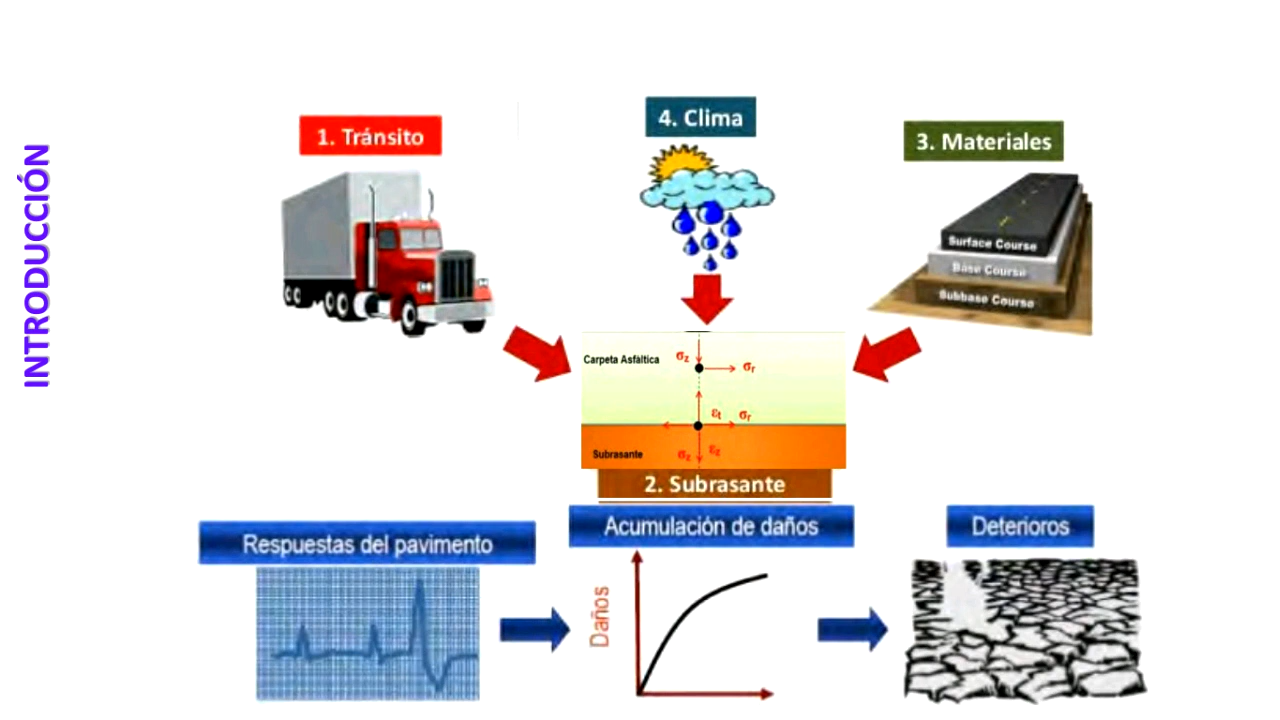 INTRODUCCIÓN
1. Tránsito
4. Clima
3. Materiales
Surface Course
Base Course
Subbase Course
Carpeta Asfáltica
σz
σr
εt σr
Subrasante
σz εz
2. Subrasante
Respuestas del pavimento
Acumulación de daños
Deterioros
Daños